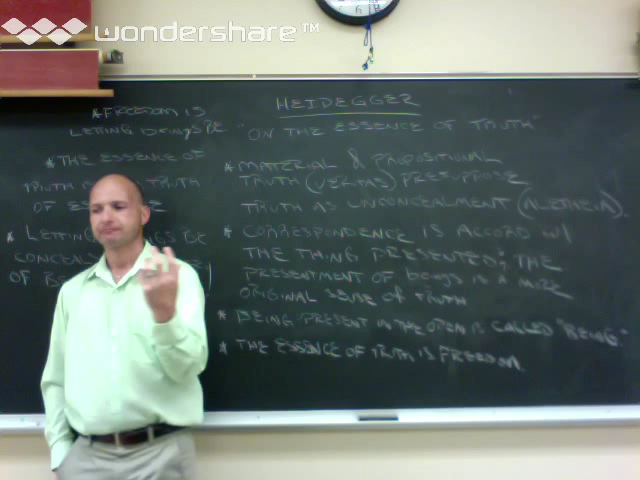 wondershare™
*FREEDOM IS
LETTING BEINGS BE
*THE ESSENCE OF
TRUTH TRUTH
OF
* LETTING BE
CONCEALS
OF
HEIDEGGER
"ON THE ESSENCE OF TRUTH"
* MATERIAL & PROPOSITIONAL
TRUTH (VERITAS) PRESUPPOSE
TRUTH AS UNCONCEALMENT (ALETHEIA).
* CORRESPONDENCE IS ACCORD W/
THE THING PRESENTED; THE
PRESENTMENT OF BEINGS IS A MORE
ORIGINAL SENSE OF TRUTH
* BEING PRESENT IN THE OPEN IS CALLED "BEING"
* THE ESSENCE OF TRUTH IS FREEDOM.